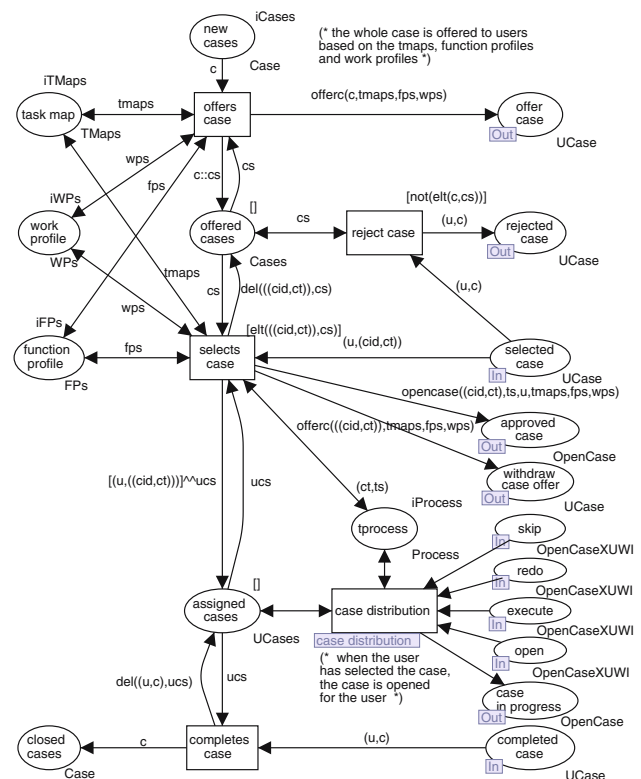 iCases
new
cases
c
Case
(* the whole case is offered to users
based on the tmaps, function profiles
and work profiles *)
iTMaps
task map
TMaps
tmaps
offers
case
offerc(c,tmaps,fps,wps)
offer
case
Out
UCase
wps
fps
c::cs
cs
iWPs
work
profile
WPs
[]
offered
cases
Cases
cs
reject case
[not(elt(c,cs))]
(u,c)
rejected
case
Out
UCase
tmaps
cs
del(((cid,ct)),cs)
(u,c)
wps
iFPs
function
profile
FPs
fps
[elt(((cid,ct)),cs)]
selects
case
(u,(cid,ct))
selected
case
In
UCase
opencase((cid,ct),ts,u,tmaps,fps,wps)
offerc(((cid,ct)),tmaps,fps,wps)
approved
case
Out
OpenCase
withdraw
case offer
Out
UCase
[(u,((cid,ct)))]^^ucs
ucs
(ct,ts)
iProcess
tprocess
Process
skip
In
OpenCaseXUWI
redo
In
OpenCaseXUWI
[]
assigned
cases
UCases
case distribution
case distribution
execute
In
OpenCaseXUWI
open
In
OpenCaseXUWI
(* when the user
has selected the case,
the case is opened
for the user *)
case
in progress
Out
OpenCase
del((u,c),ucs)
ucs
closed
cases
Case
c
completes
case
(u,c)
completed
case
In
UCase